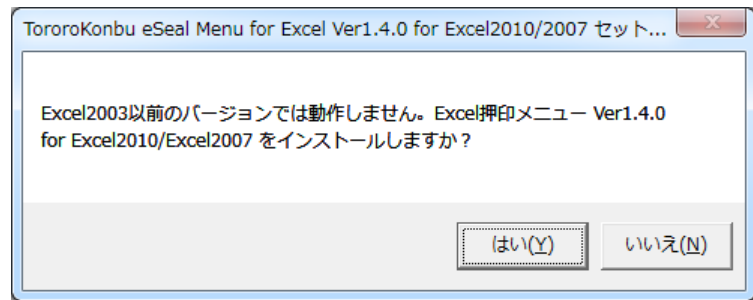 TororoKonbu eSeal Menu for Excel Ver1.4.0 for Excel2010/2007 セット...
Excel2003以前のバージョンでは動作しません。Excel押印メニュー Ver1.4.0
for Excel2010/Excel2007 をインストールしますか？
はい(Y) いいえ(N)